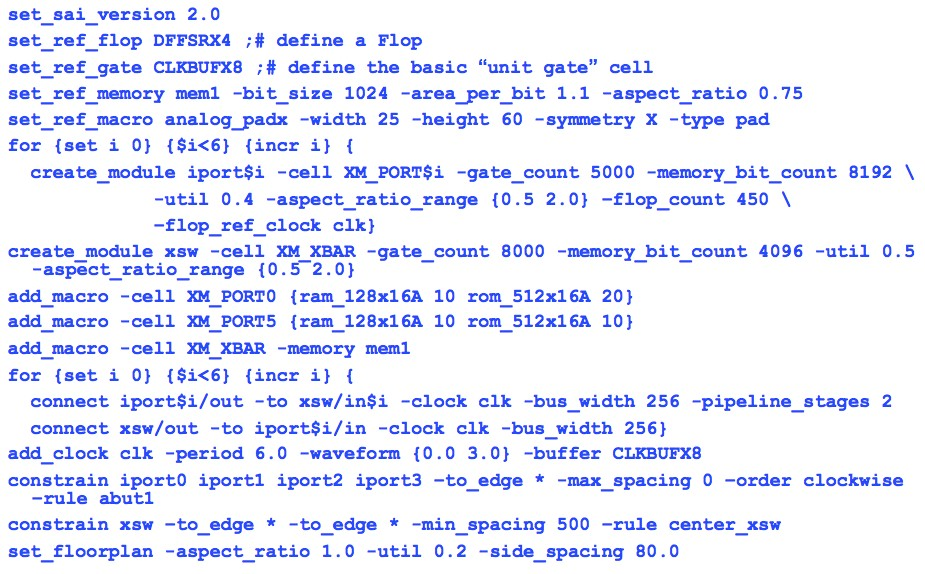 set_sai_version 2.0
set_ref_flop DFFSRX4 ;# define a Flop
set_ref_gate CLKBUFX8 ;# define the basic “unit gate” cell
set_ref_memory mem1 -bit_size 1024 -area_per_bit 1.1 -aspect_ratio 0.75
set_ref_macro analog_padx -width 25 -height 60 -symmetry X -type pad
for {set i 0} {$i<6} {incr i} {
create_module iport$i -cell XM_PORT$i -gate_count 5000 -memory_bit_count 8192 \
-util 0.4 -aspect_ratio_range {0.5 2.0} –flop_count 450 \
–flop_ref_clock clk}
create_module xsw -cell XM_XBAR -gate_count 8000 -memory_bit_count 4096 -util 0.5
-aspect_ratio_range {0.5 2.0}
add_macro -cell XM_PORT0 {ram_128x16A 10 rom_512x16A 20}
add_macro -cell XM_PORT5 {ram_128x16A 10 rom_512x16A 10}
add_macro -cell XM_XBAR -memory mem1
for {set i 0} {$i<6} {incr i} {
connect iport$i/out -to xsw/in$i -clock clk -bus_width 256 -pipeline_stages 2
connect xsw/out -to iport$i/in -clock clk -bus_width 256}
add_clock clk -period 6.0 -waveform {0.0 3.0} -buffer CLKBUFX8
constrain iport0 iport1 iport2 iport3 -to_edge * -max_spacing 0 –order clockwise
–rule abut1
constrain xsw –to_edge * -to_edge * -min_spacing 500 –rule center_xsw
set_floorplan -aspect_ratio 1.0 -util 0.2 -side_spacing 80.0